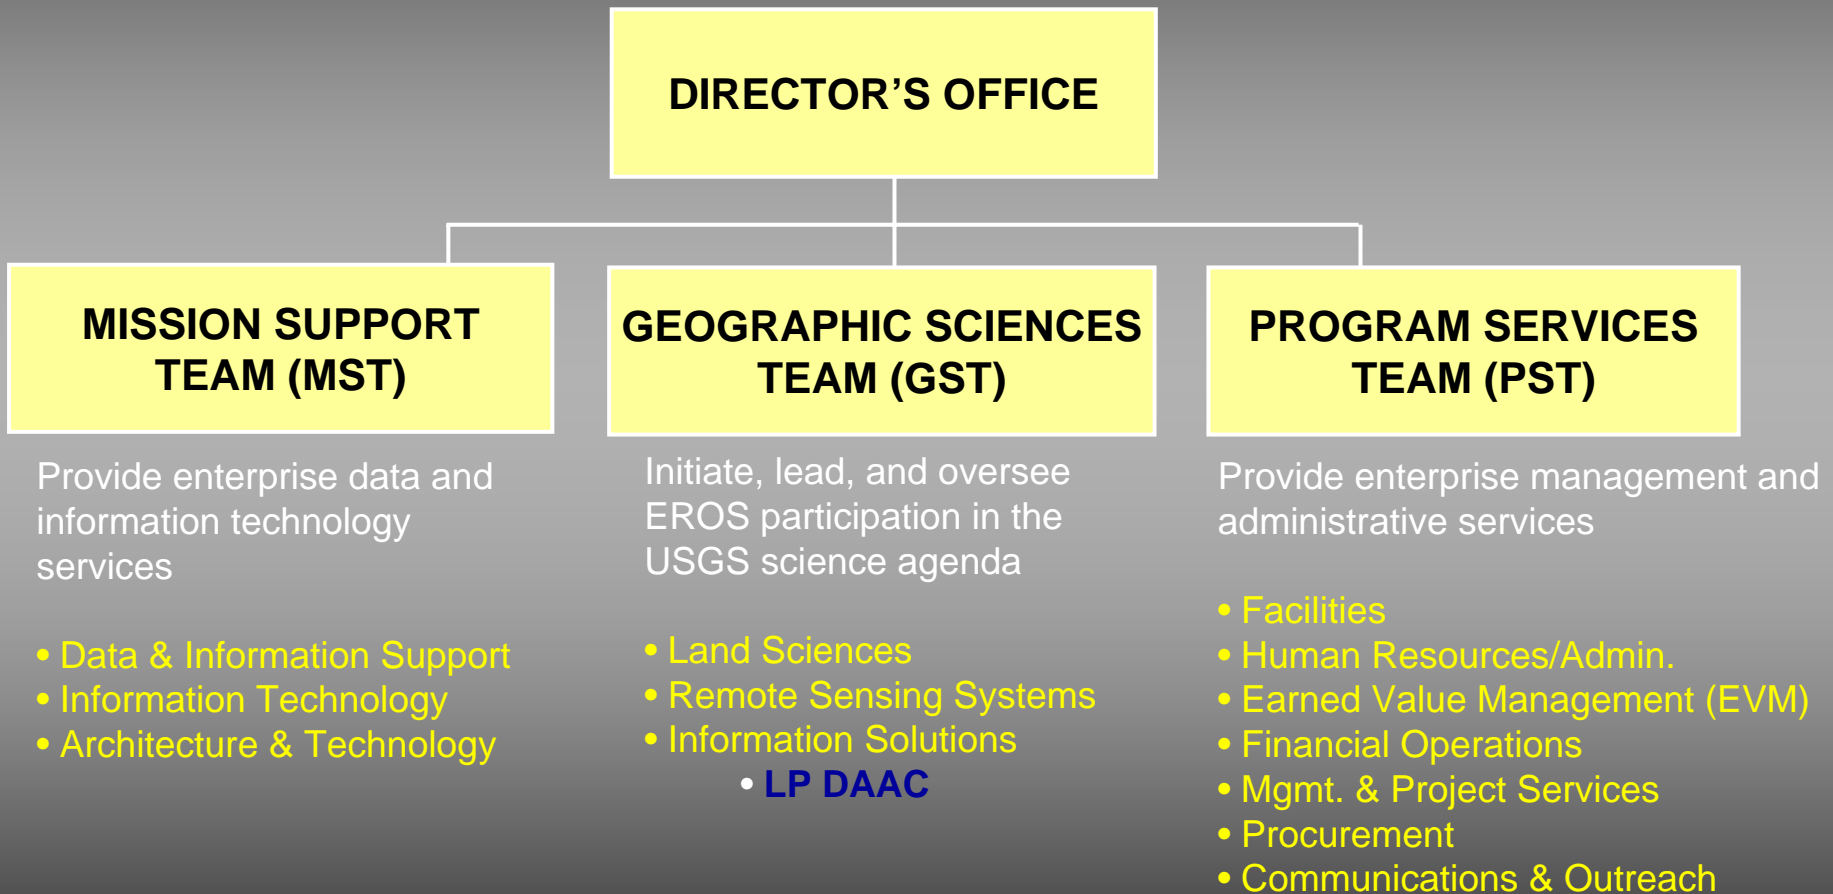 DIRECTOR’S OFFICE
MISSION SUPPORT
TEAM (MST)
Provide enterprise data and
information technology
services
• Data & Information Support
• Information Technology
• Architecture & Technology
GEOGRAPHIC SCIENCES
TEAM (GST)
Initiate, lead, and oversee
EROS participation in the
USGS science agenda
• Land Sciences
• Remote Sensing Systems
• Information Solutions
• LP DAAC
PROGRAM SERVICES
TEAM (PST)
Provide enterprise management and
administrative services
• Facilities
• Human Resources/Admin.
• Earned Value Management (EVM)
• Financial Operations
• Mgmt. & Project Services
• Procurement
• Communications & Outreach